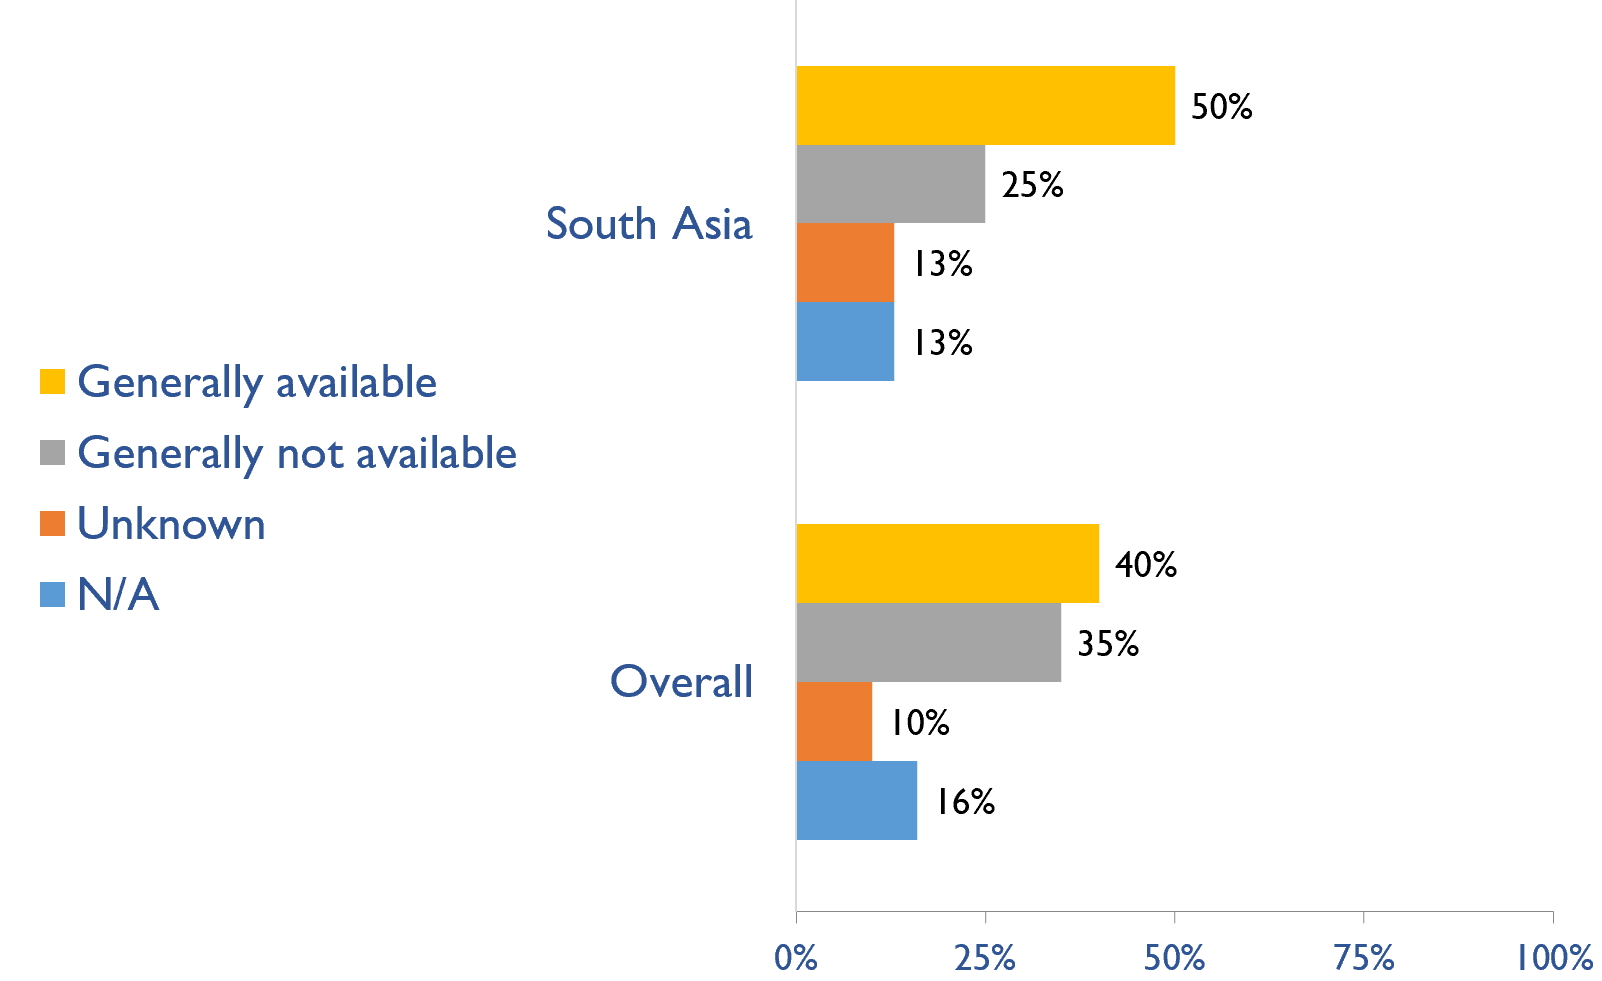 South Asia
50%
25%
13%
13%
Generally available
Generally not available
Unknown
N/A
Overall
40%
35%
10%
16%
0% 25% 50% 75% 100%